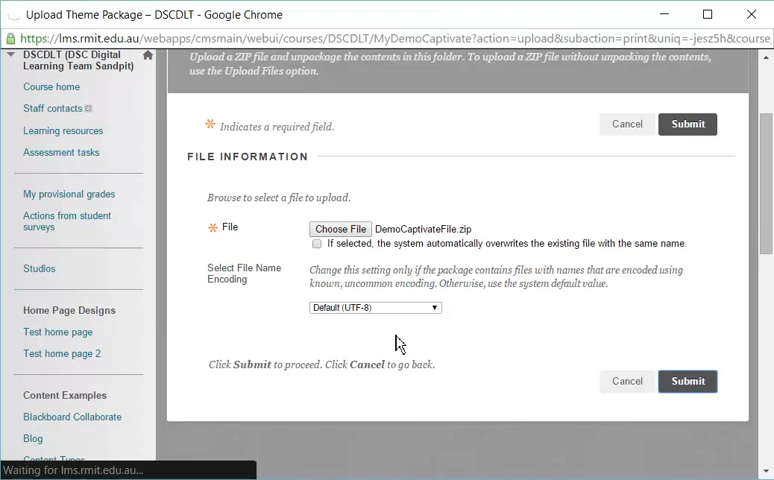 Upload Theme Package – DSCDLT - Google Chrome
https://lms.rmit.edu.au/webapps/cmsmain/webui/courses/DSCDLT/MyDemoCaptivate?action=upload&subaction=print&uniq=-jesz5h&course_
DSCDLT (DSC Digital
Learning Team Sandpit)
Course home
Staff contacts
Learning resources
Assessment tasks
My provisional grades
Actions from student
surveys
Studios
Home Page Designs
Test home page
Test home page 2
Content Examples
Blackboard Collaborate
Blog
Content Types
Upload a ZIP file and unpackage the contents in this folder. To upload a ZIP file without unpacking the contents,
use the Upload Files option.
* Indicates a required field.
Cancel Submit
FILE INFORMATION
Browse to select a file to upload.
* File
Choose File DemoCaptivateFile.zip
If selected, the system automatically overwrites the existing file with the same name.
Select File Name
Encoding
Change this setting only if the package contains files with names that are encoded using
known, uncommon encoding. Otherwise, use the system default value.
Default (UTF-8)
Click Submit to proceed. Click Cancel to go back.
Cancel Submit
Waiting for lms.rmit.edu.au...